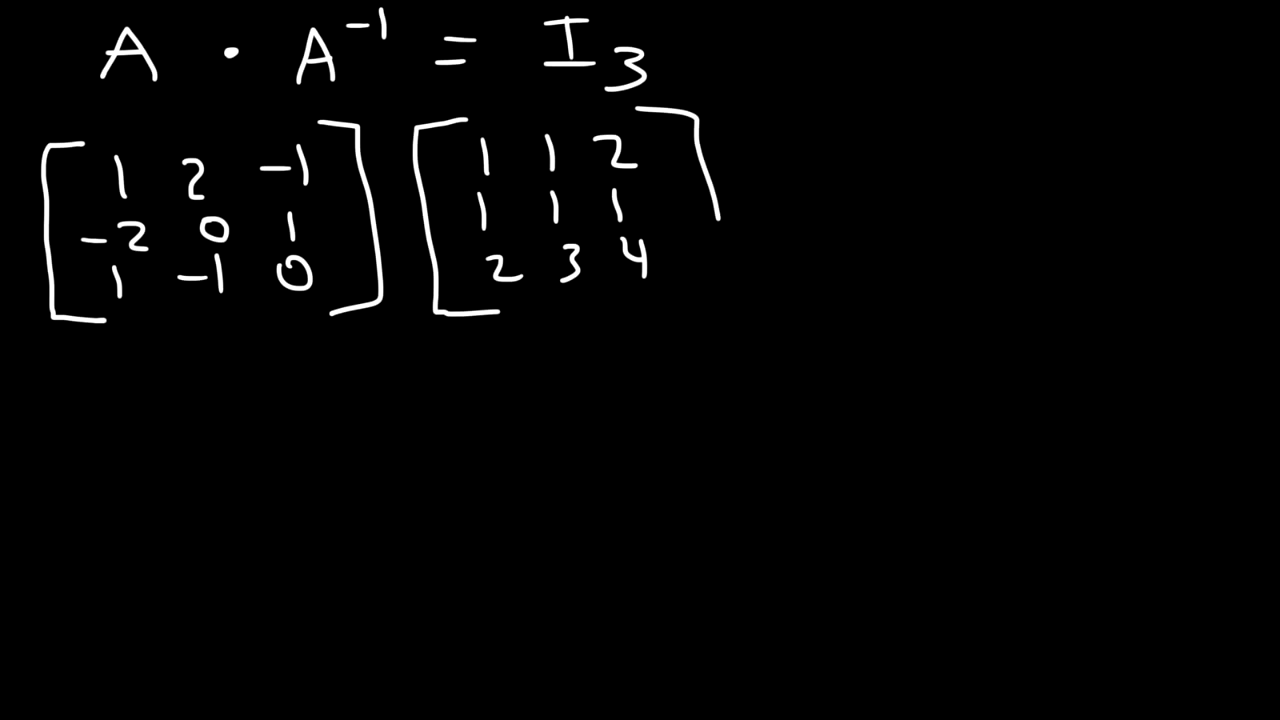 A · A⁻¹ = I₃
[1 2 -1] [1 1 2]
[-2 0 1] [1 1 1]
[1 -1 0] [2 3 4]